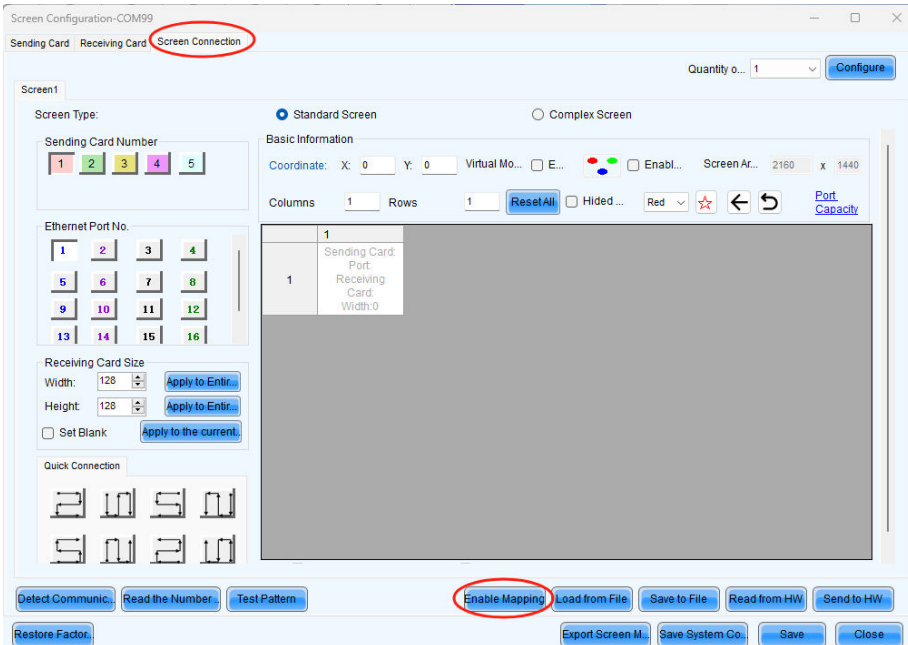 Screen Configuration-COM99
Sending Card Receiving Card Screen Connection
Quantity o... 1 Configure
Screen1
Screen Type: Standard Screen Complex Screen
Sending Card Number
1 2 3 4 5
Basic Information
Coordinate: X: 0 Y: 0 Virtual Mo... E... Enabl... Screen Ar... 2160 x 1440
Columns 1 Rows 1 Reset All Hided ... Red Port
Capacity
Ethernet Port No.
1 2 3 4
5 6 7 8
9 10 11 12
13 14 15 16
1
1
Sending Card:
Port:
Receiving
Card:
Width:0
Receiving Card Size
Width: 128 Apply to Entir...
Height: 128 Apply to Entir...
Set Blank Apply to the current.
Quick Connection
Detect Communic... Read the Number... Test Pattern Enable Mapping Load from File Save to File Read from HW Send to HW
Restore Factor.. Export Screen M... Save System Co... Save Close